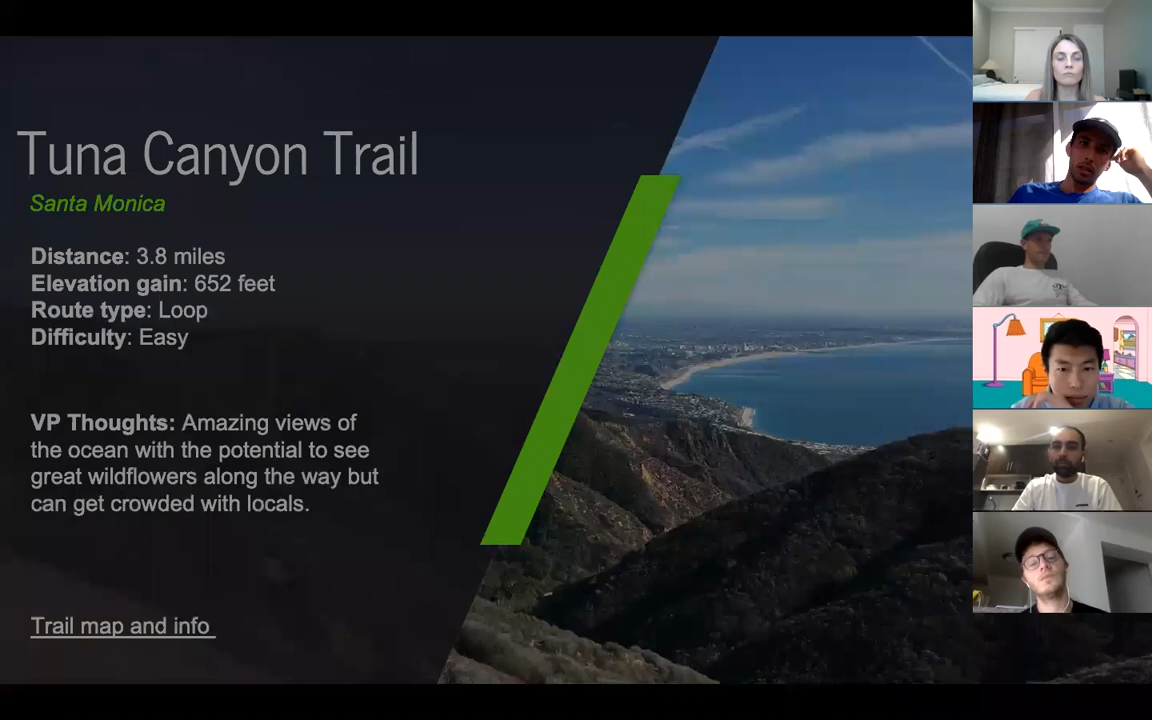 Tuna Canyon Trail
Santa Monica
Distance: 3.8 miles
Elevation gain: 652 feet
Route type: Loop
Difficulty: Easy
VP Thoughts: Amazing views of
the ocean with the potential to see
great wildflowers along the way but
can get crowded with locals.
Trail map and info